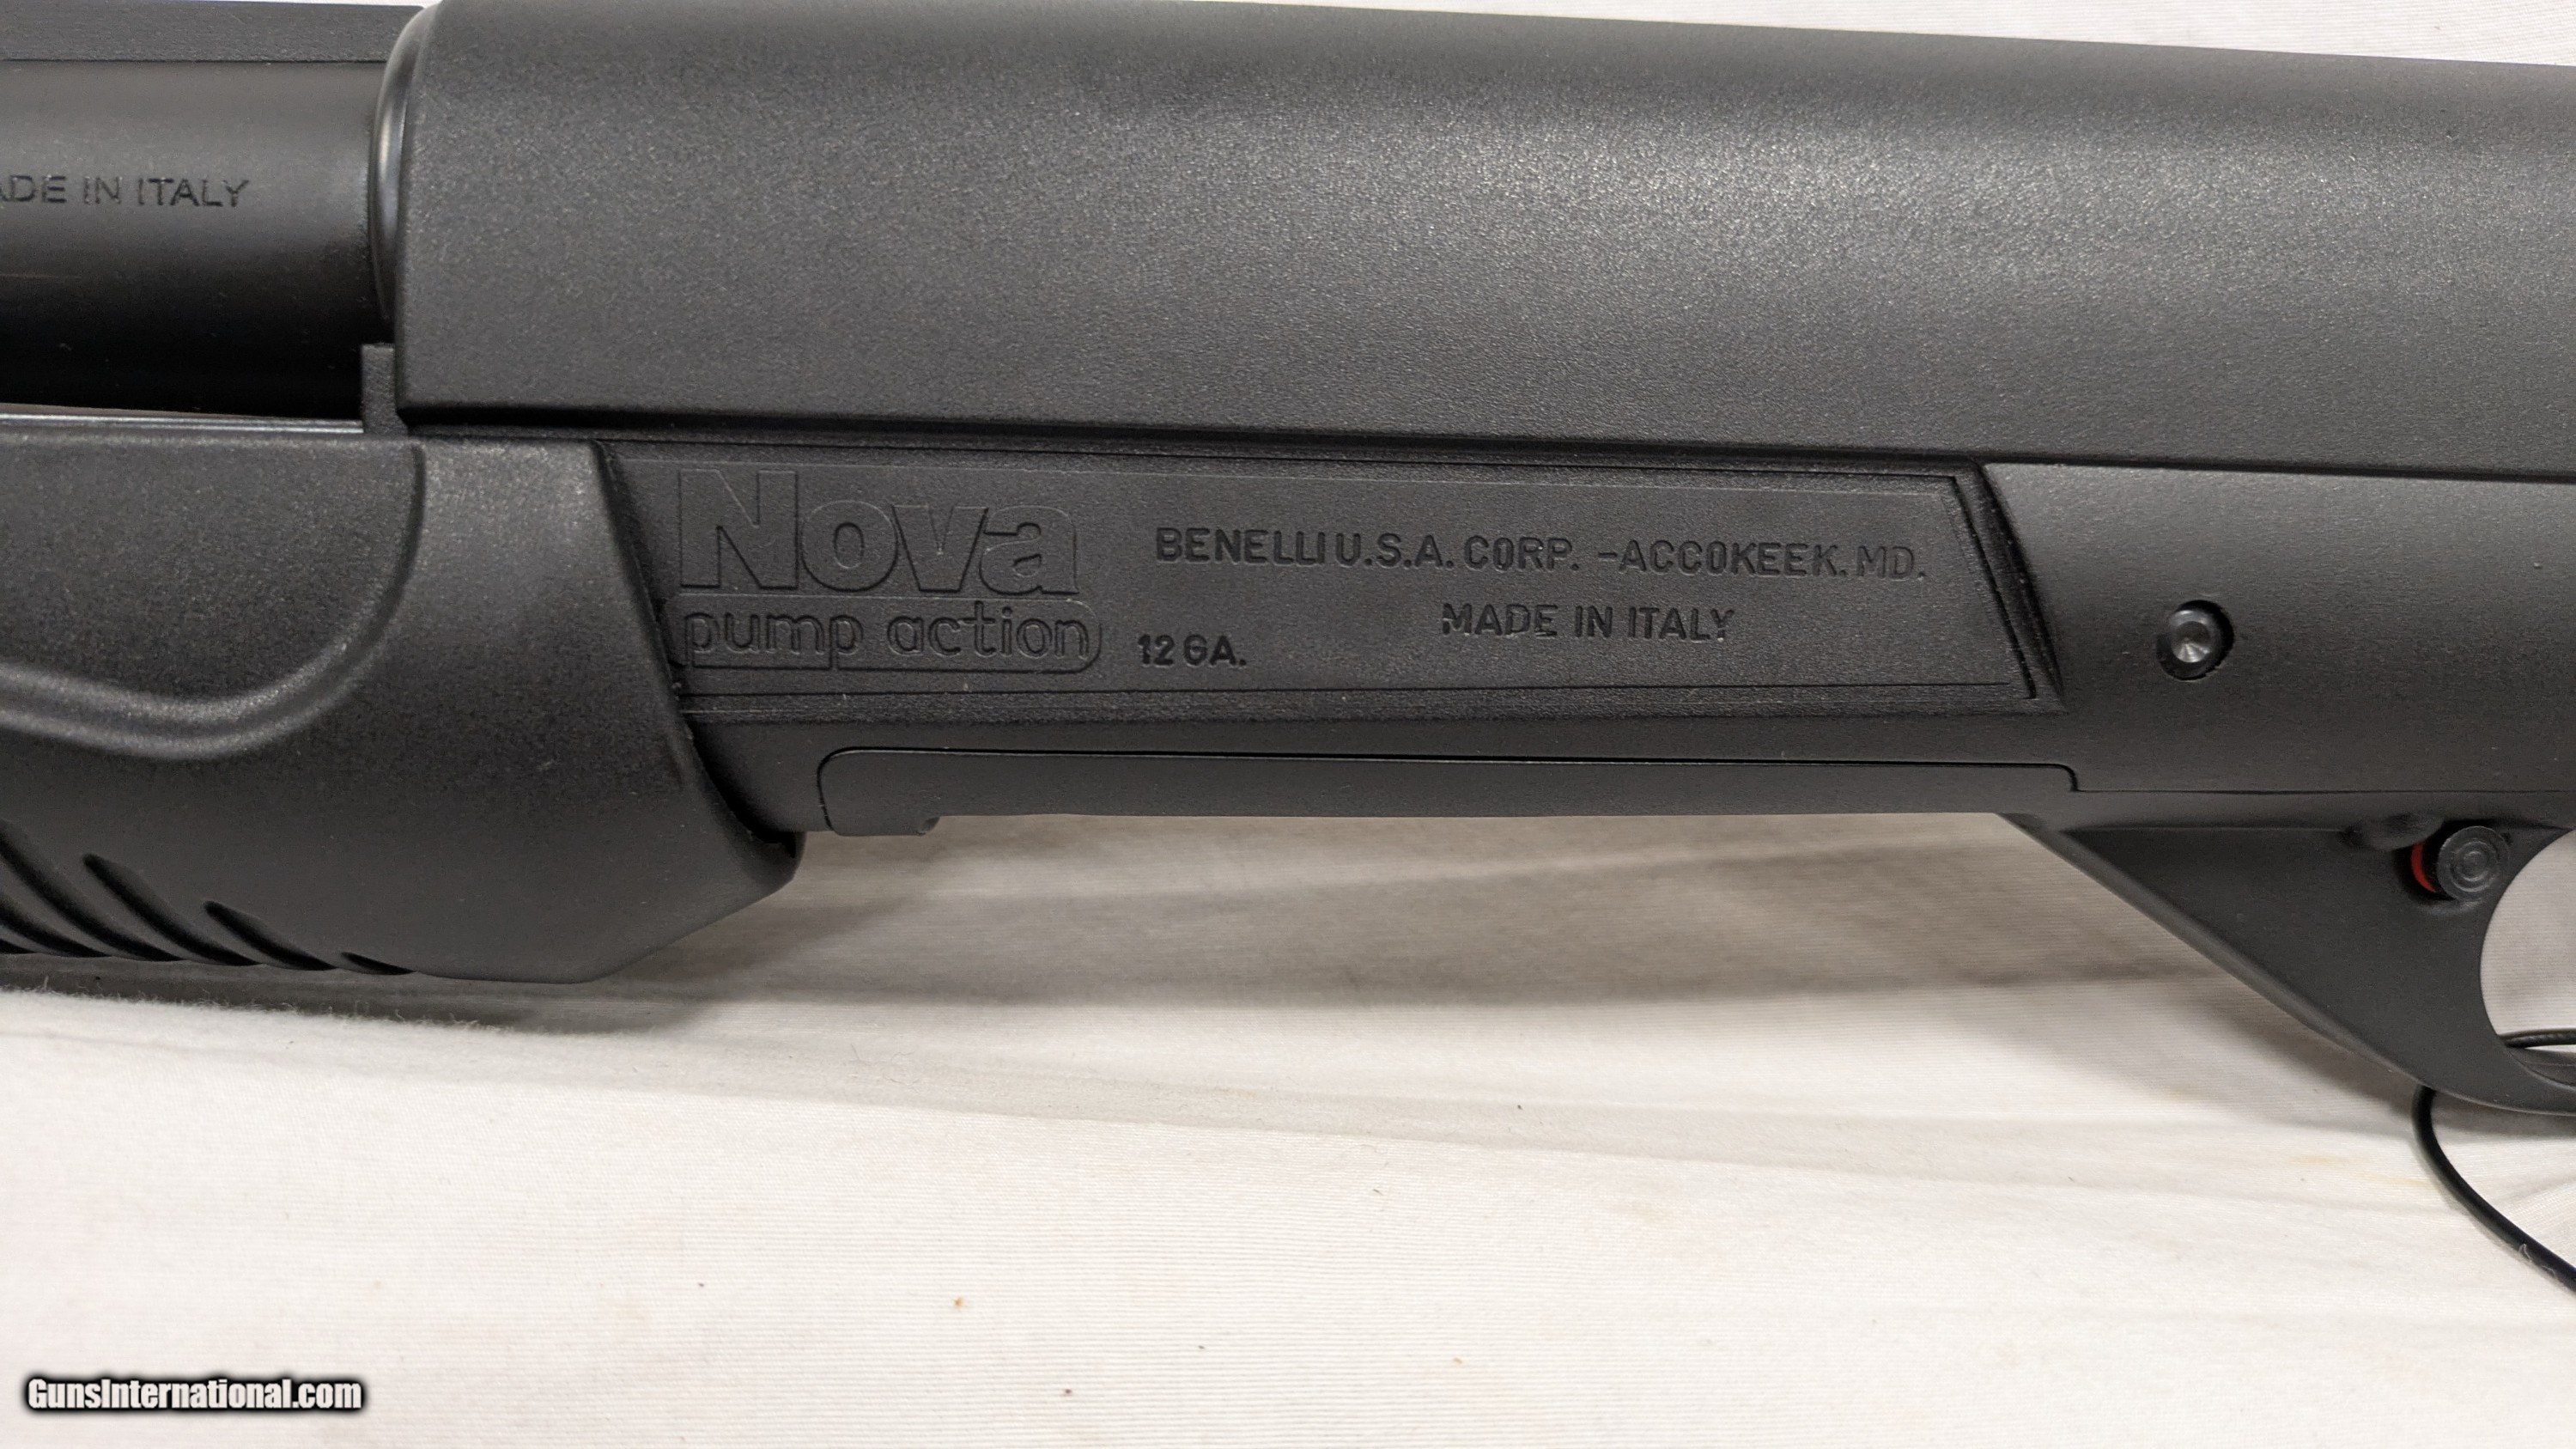 ADE IN ITALY
Nova
pump action
BENELLI U.S.A. CORP. -ACCOKEEK. MD.
12 GA.
MADE IN ITALY
GunsInternational.com